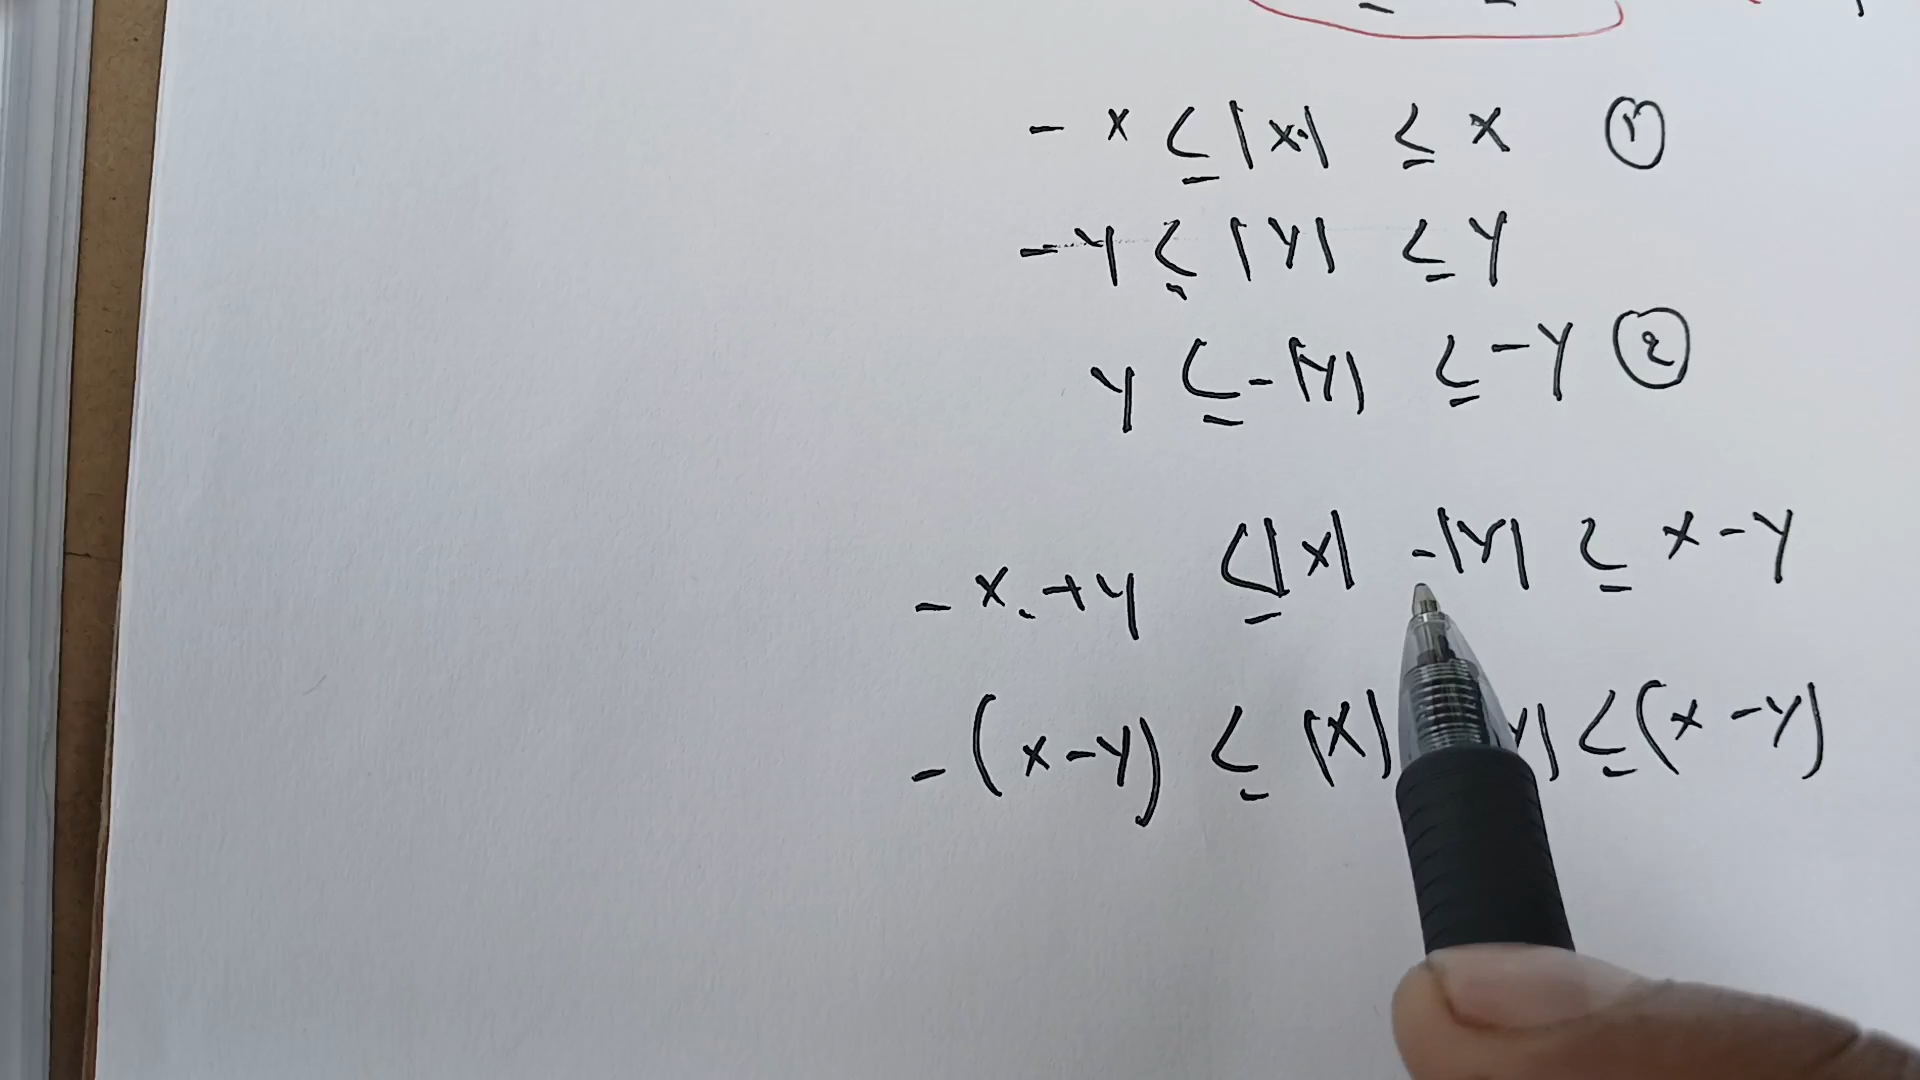 - x ≤ |x| ≤ x ①
- y ≤ |y| ≤ y
y ≤ - |y| ≤ - y ②
- x + y ≤ |x| - |y| ≤ x - y
- (x - y) ≤ |x| y| ≤ (x - y)